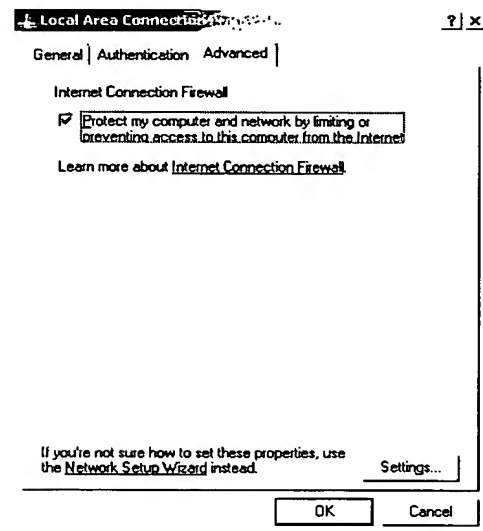 Local Area Connection
? ×
General Authentication Advanced
Internet Connection Firewall
Protect my computer and network by limiting or
preventing access to this computer from the Internet
Learn more about Internet Connection Firewall.
If you're not sure how to set these properties, use
the Network Setup Wizard instead.
Settings...
OK Cancel